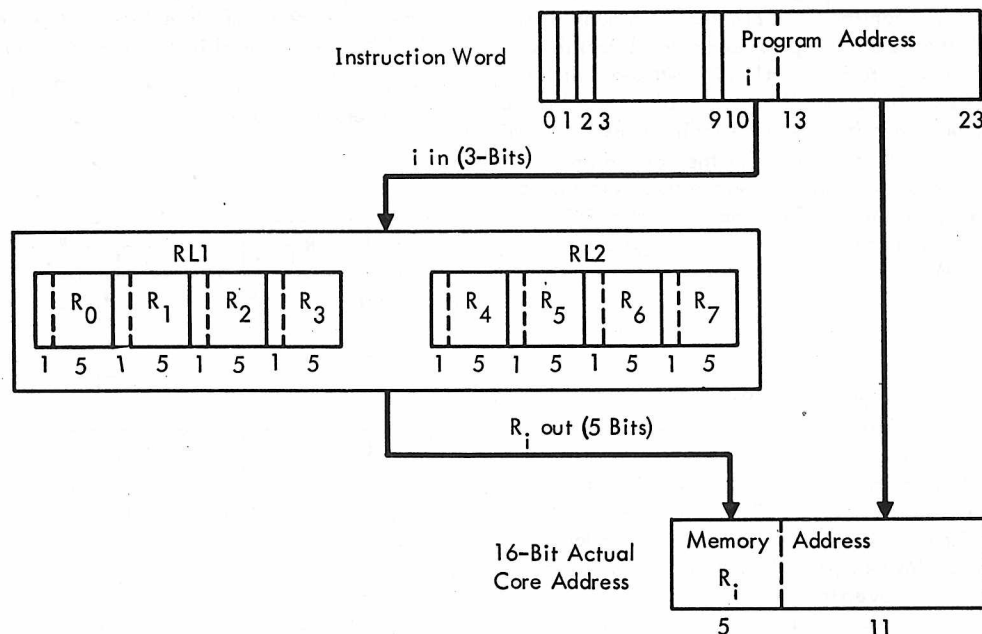 Instruction Word
Program Address
i
0 1 2 3 9 10 13 23
i in (3-Bits)
RL1
RL2
R0 R1 R2 R3
R4 R5 R6 R7
1 5 1 5 1 5 1 5
1 5 1 5 1 5 1 5
Ri out (5 Bits)
16-Bit Actual
Core Address
Memory Address
Ri
5 11